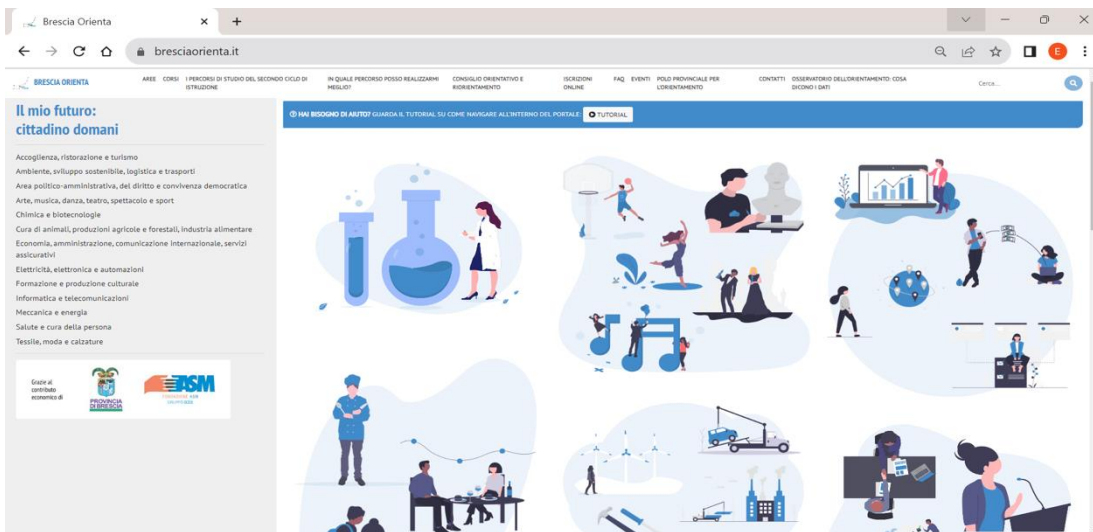 Brescia Orienta
bresciaorienta.it
E
BRESCIA ORIENTA
AREE
CORSI
I PERCORSI DI STUDIO DEL SECONDO CICLO DI
ISTRUZIONE
IN QUALE PERCORSO POSSO REALIZZARMI
MEGLIO?
CONSIGLIO ORIENTATIVO E
RIORIENTAMENTO
ISCRIZIONI
ONLINE
FAQ
EVENTI
POLO PROVINCIALE PER
L'ORIENTAMENTO
CONTATTI
OSSERVATORIO DELL'ORIENTAMENTO: COSA
DICONO I DATI
Cerca...
Il mio futuro:
cittadino domani
HAI BISOGNO DI AIUTO? GUARDA IL TUTORIAL SU COME NAVIGARE ALL'INTERNO DEL PORTALE: TUTORIAL
Accoglienza, ristorazione e turismo
Ambiente, sviluppo sostenibile, logistica e trasporti
Area politico-amministrativa, del diritto e convivenza democratica
Arte, musica, danza, teatro, spettacolo e sport
Chimica e biotecnologie
Cura di animali, produzioni agricole e forestali, industria alimentare
Economia, amministrazione, comunicazione internazionale, servizi
assicurativi
Elettricità, elettronica e automazioni
Formazione e produzione culturale
Informatica e telecomunicazioni
Meccanica e energia
Salute e cura della persona
Tessile, moda e calzature
Grazie al
contributo
economico di
PROVINCIA
DI BRESCIA
ASM
FONDAZIONE ASM
GRUPPO A2A